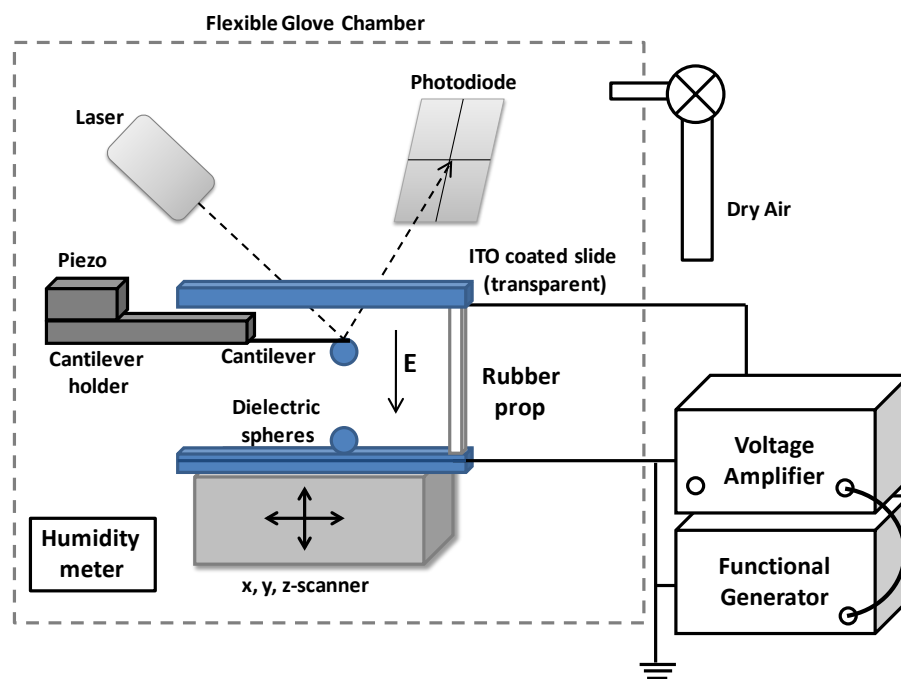 Flexible Glove Chamber
Photodiode
Laser
Dry Air
ITO coated slide
(transparent)
Piezo
Cantilever
holder
Cantilever
E
Rubber
prop
Dielectric
spheres
Voltage
Amplifier
Humidity
meter
x, y, z-scanner
Functional
Generator